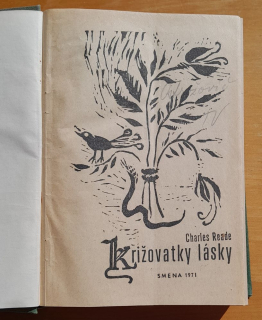 Charles Reade
Križovatky lásky
SMENA 1971